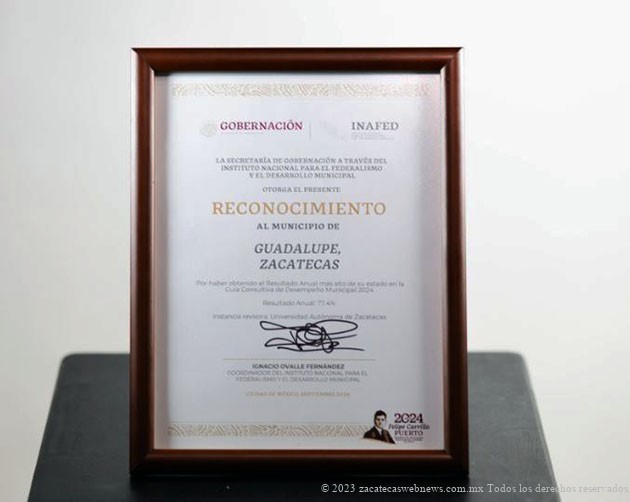 GOBERNACIÓN
INAFED
LA SECRETARÍA DE GOBERNACIÓN A TRAVÉS DEL
INSTITUTO NACIONAL PARA EL FEDERALISMO
Y EL DESARROLLO MUNICIPAL
OTORGA EL PRESENTE
RECONOCIMIENTO
AL MUNICIPIO DE
GUADALUPE,
ZACATECAS
Por haber obtenido el Resultado Anual más alto de su estado en la
Guía Consultiva de Desempeño Municipal 2024
Resultado Anual:
Instancia revisora: Universidad Autónoma de Zacatecas
IGNACIO OVALLE FERNÁNDEZ
COORDINADOR DEL INSTITUTO NACIONAL PARA EL
FEDERALISMO Y EL DESARROLLO MUNICIPAL
CIUDAD DE MÉXICO, SEPTIEMBRE
2024
Felipe Carrillo
PUERTO
© 2023 zacatecaswebnews.com.mx Todos los derechos reservados